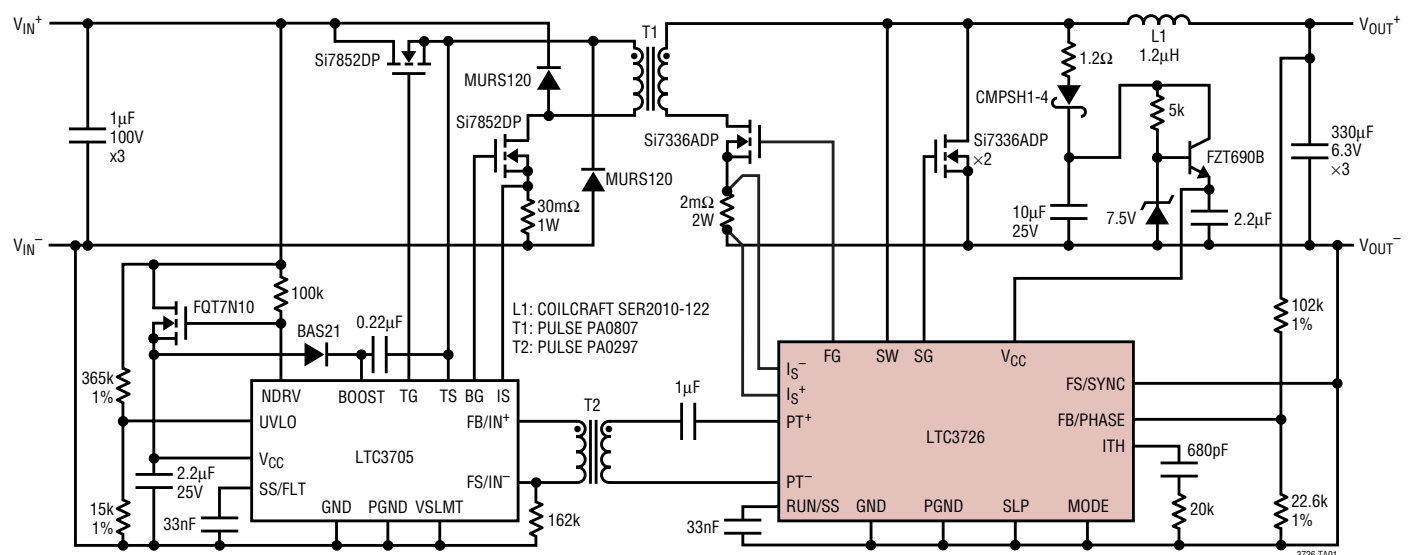 VIN+
T1
VOUT+
L1
1.2µH
Si7852DP
1.2Ω
MURS120
CMPSH1-4
5k
1µF
100V
x3
Si7852DP
Si7336ADP
Si7336ADP
×2
330µF
6.3V
×3
FZT690B
MURS120
30mΩ
1W
2mΩ
2W
10µF
25V
7.5V
2.2µF
VIN−
VOUT−
100k
FQT7N10
L1: COILCRAFT SER2010-122
T1: PULSE PA0807
T2: PULSE PA0297
BAS21
0.22µF
102k
1%
365k
1%
NDRV
BOOST
TG
TS
BG
IS
UVLO
FB/IN+
VCC
LTC3705
FS/IN−
SS/FLT
GND
PGND
VSLMT
2.2µF
25V
15k
1%
33nF
162k
T2
1µF
FG
SW
SG
VCC
IS−
IS+
FS/SYNC
PT+
FB/PHASE
LTC3726
ITH
PT−
680pF
RUN/SS
GND
PGND
SLP
MODE
33nF
20k
22.6k
1%
3726 TA01